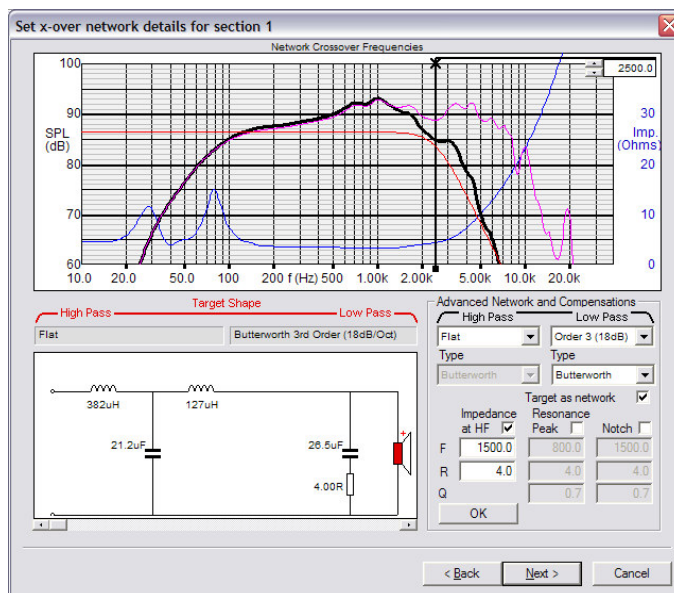 Set x-over network details for section 1
Network Crossover Frequencies
100
90
80
70
60
SPL
(dB)
2500.0
30
Imp.
(Ohms)
20
10
0
10.0 20.0 50.0 100 200 f (Hz) 500 1.00k 2.00k 5.00k 10.0k 20.0k
Target Shape
High Pass Low Pass
Flat Butterworth 3rd Order (18dB/Oct)
382uH 127uH
21.2uF 26.5uF
+
4.00R
Advanced Network and Compensations
High Pass Low Pass
Flat Order 3 (18dB)
Type Type
Butterworth Butterworth
Target as network
Impedance Resonance
at HF Peak Notch
F 1500.0 800.0 1500.0
R 4.0 4.0 4.0
Q 0.7 0.7
OK
< Back Next > Cancel